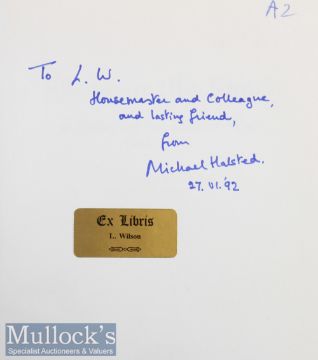 A2
To L. W.
Housemaster and Colleague,
and lasting friend,
from
Michael Halsted.
27.VI.'92
Ex Libris
L. Wilson
Mullock's
Specialist Auctioneers & Valuers